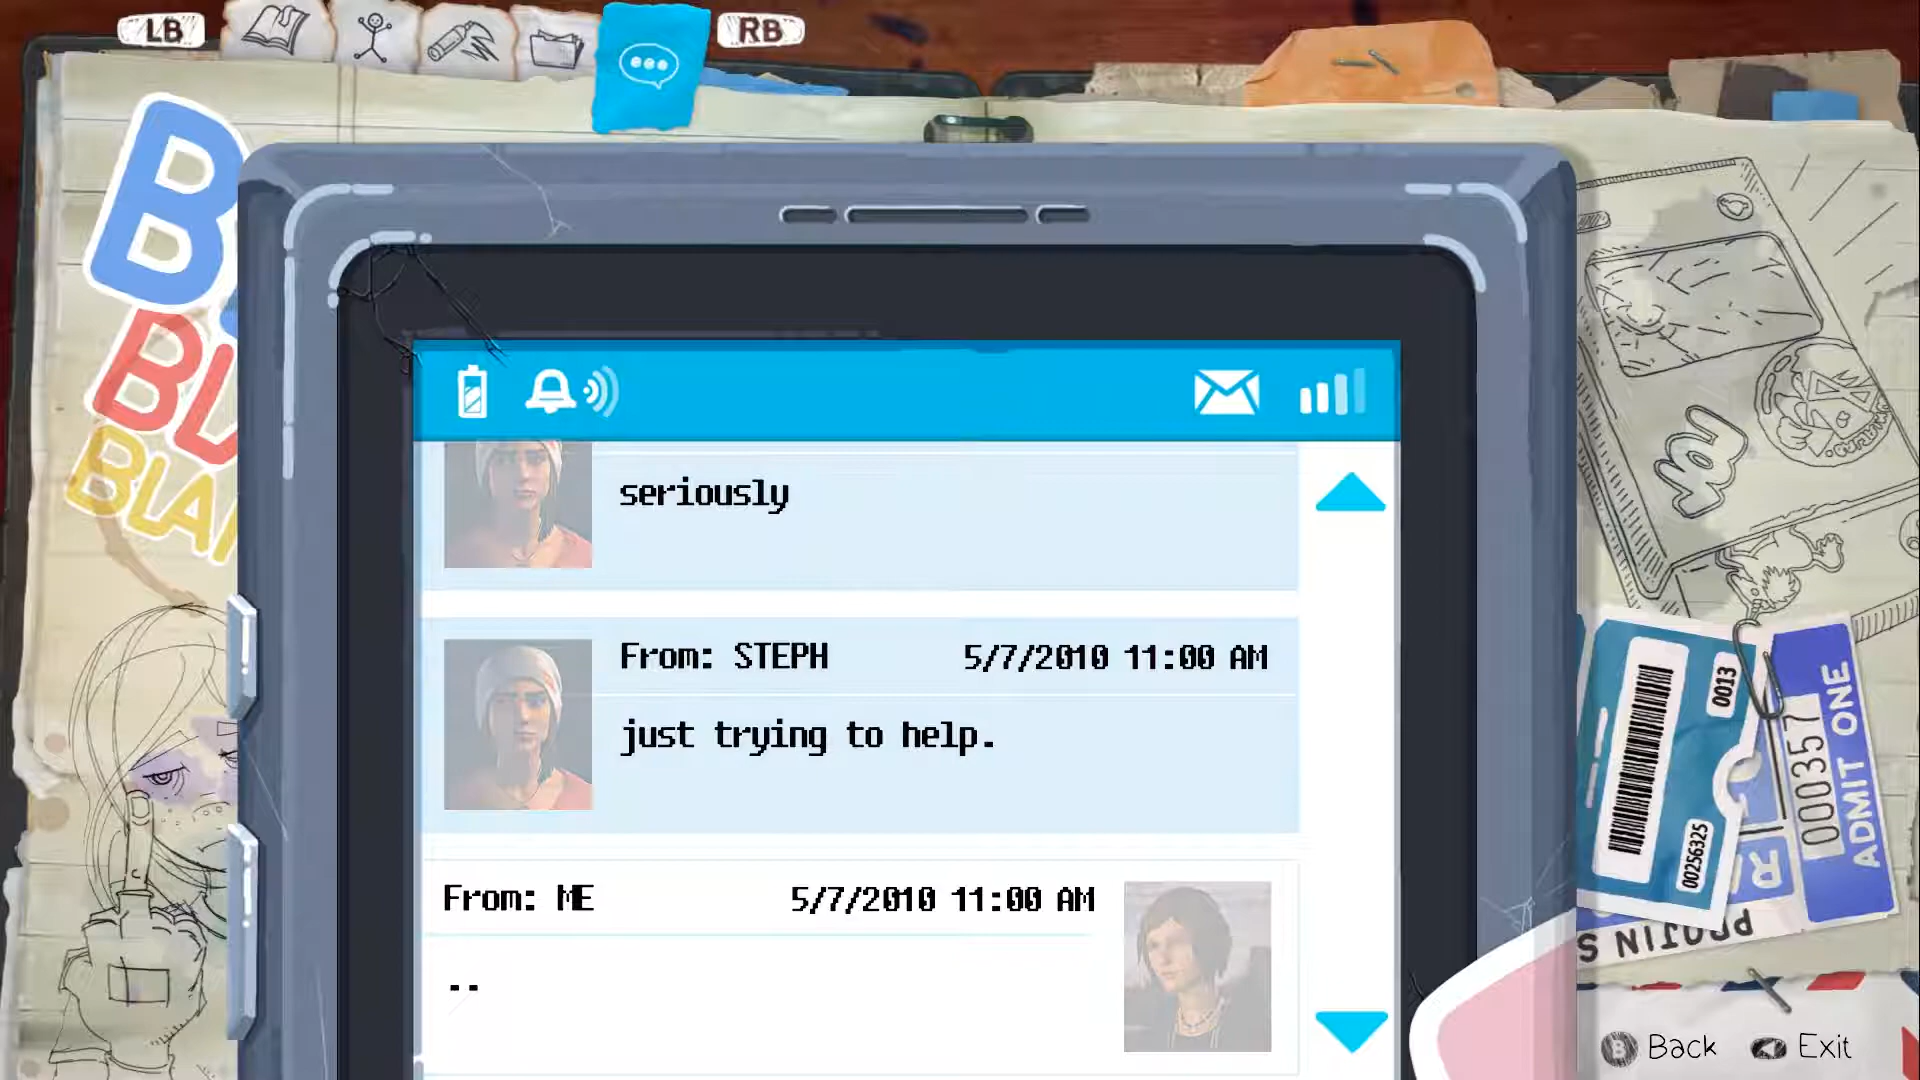 LB
RB
seriously
From: STEPH 5/7/2010 11:00 AM
just trying to help.
From: ME 5/7/2010 11:00 AM
..
you
0013
00256325
000357
ADMIT ONE
Back
Exit